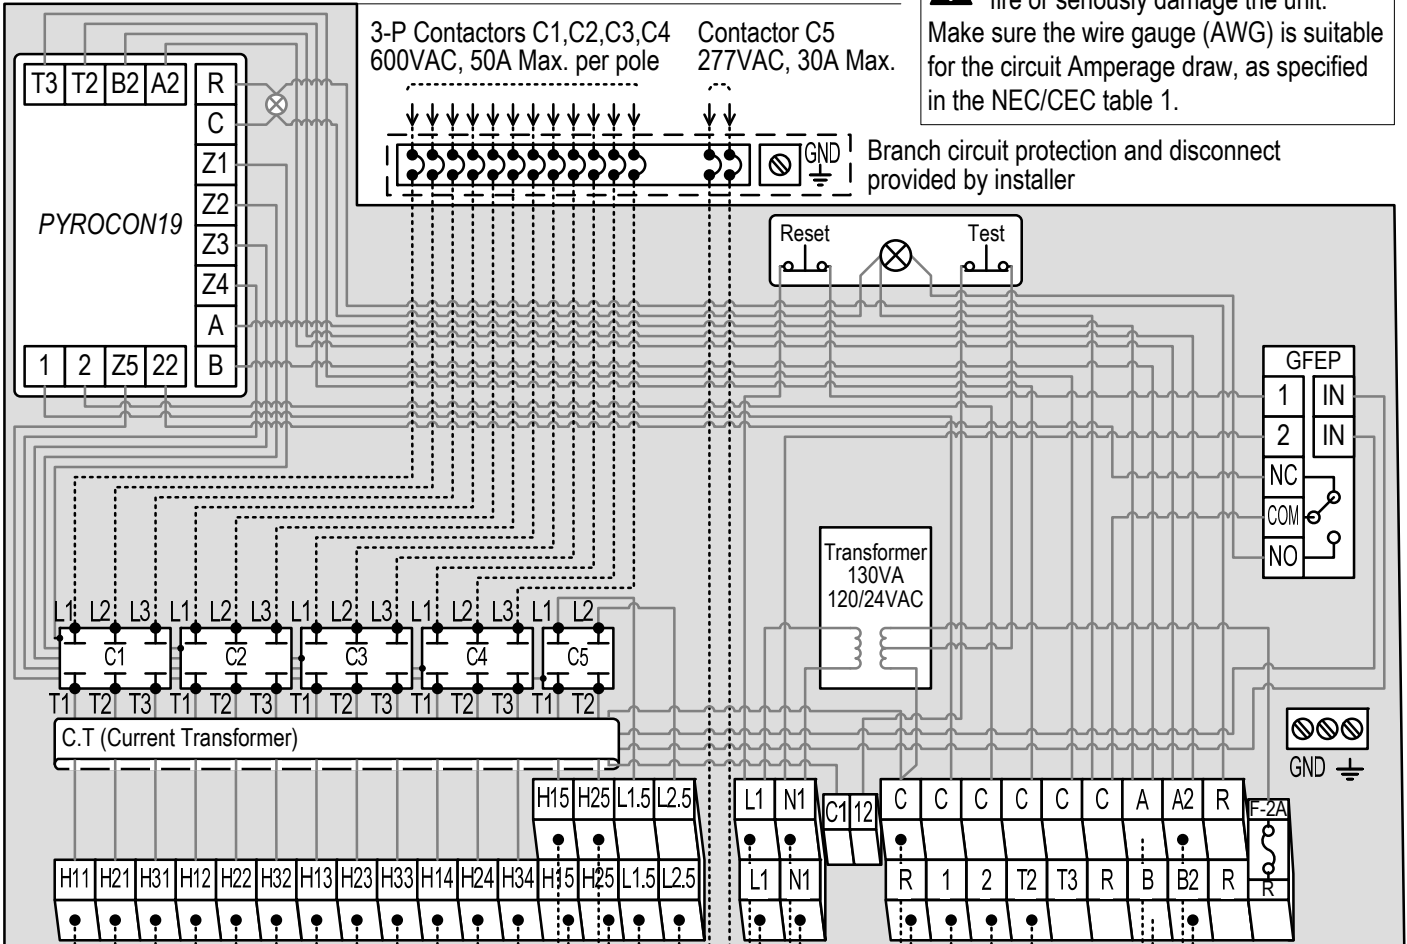 3-P Contactors C1,C2,C3,C4
600VAC, 50A Max. per pole
Contactor C5
277VAC, 30A Max.
fire or seriously damage the unit.
Make sure the wire gauge (AWG) is suitable
for the circuit Amperage draw, as specified
in the NEC/CEC table 1.
T3 T2 B2 A2
R
C
Z1
Z2
Z3
Z4
A
B
PYROCON19
1 2 Z5 22
GND
Branch circuit protection and disconnect
provided by installer
Reset
Test
GFEP
1 IN
2 IN
NC
COM
NO
Transformer
130VA
120/24VAC
L1 L2 L3 L1 L2 L3 L1 L2 L3 L1 L2 L3 L1 L2
C1 C2 C3 C4 C5
T1 T2 T3 T1 T2 T3 T1 T2 T3 T1 T2 T3 T1 T2
C.T (Current Transformer)
GND
H15 H25 L1.5 L2.5
L1 N1
C1 12
C C C C C C A A2 R
F-2A
H11 H21 H31 H12 H22 H32 H13 H23 H33 H14 H24 H34 H15 H25 L1.5 L2.5
L1 N1
R 1 2 T2 T3 R B B2 R
R